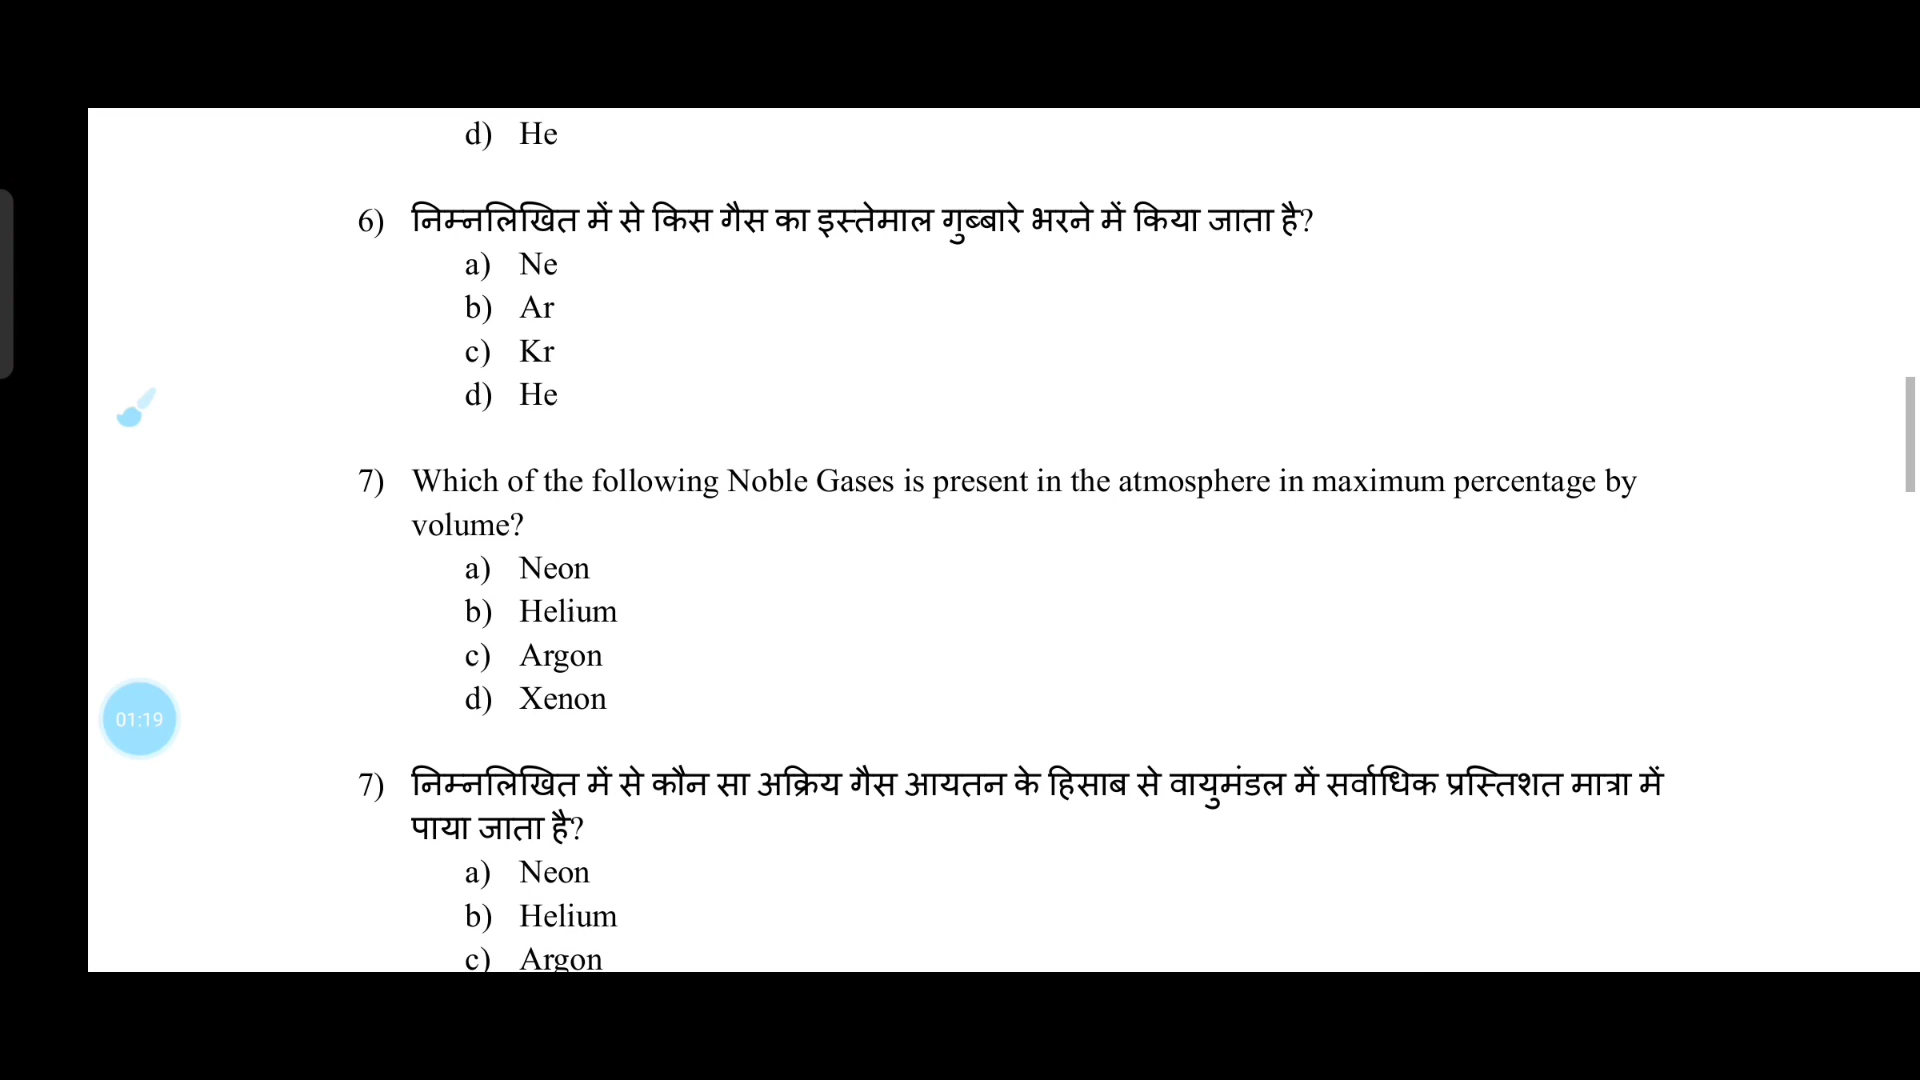 d) He
6) निम्नलिखित में से किस गैस का इस्तेमाल गुब्बारे भरने में किया जाता है?
a) Ne
b) Ar
c) Kr
d) He
7) Which of the following Noble Gases is present in the atmosphere in maximum percentage by
volume?
a) Neon
b) Helium
c) Argon
d) Xenon
01:19
7) निम्नलिखित में से कौन सा अक्रिय गैस आयतन के हिसाब से वायुमंडल में सर्वाधिक प्रस्तिशत मात्रा में
पाया जाता है?
a) Neon
b) Helium
c) Argon